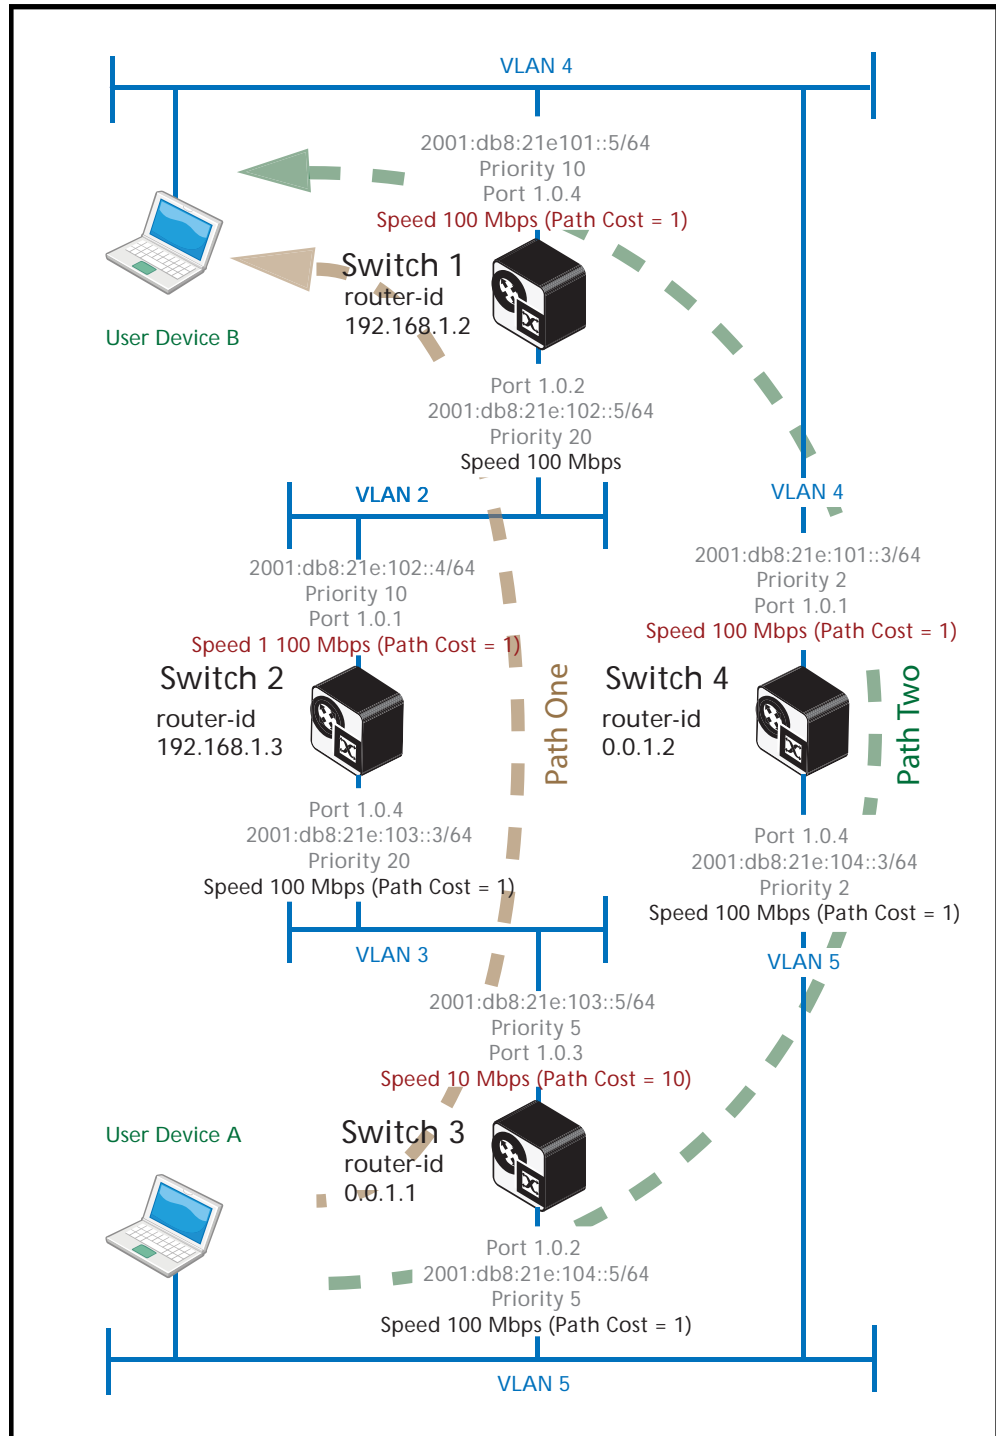 VLAN 4
2001:db8:21e101::5/64
Priority 10
Port 1.0.4
Speed 100 Mbps (Path Cost = 1)
Switch 1
router-id
192.168.1.2
User Device B
Port 1.0.2
2001:db8:21e:102::5/64
Priority 20
Speed 100 Mbps
VLAN 2
VLAN 4
2001:db8:21e:102::4/64
Priority 10
Port 1.0.1
Speed 1 100 Mbps (Path Cost = 1)
Switch 2
router-id
192.168.1.3
Path One
2001:db8:21e:101::3/64
Priority 2
Port 1.0.1
Speed 100 Mbps (Path Cost = 1)
Switch 4
router-id
0.0.1.2
Path Two
Port 1.0.4
2001:db8:21e:103::3/64
Priority 20
Speed 100 Mbps (Path Cost = 1)
Port 1.0.4
2001:db8:21e:104::3/64
Priority 2
Speed 100 Mbps (Path Cost = 1)
VLAN 3
VLAN 5
2001:db8:21e:103::5/64
Priority 5
Port 1.0.3
Speed 10 Mbps (Path Cost = 10)
User Device A
Switch 3
router-id
0.0.1.1
Port 1.0.2
2001:db8:21e:104::5/64
Priority 5
Speed 100 Mbps (Path Cost = 1)
VLAN 5